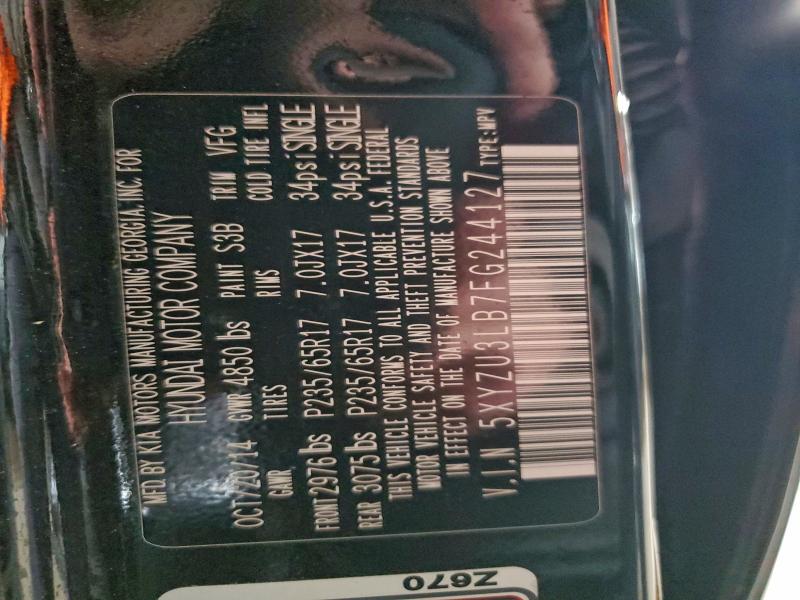 MFD BY KIA MOTORS MANUFACTURING GEORGIA, INC. FOR
HYUNDAI MOTOR COMPANY
OCT/20/14 GVWR 4850 lbs PAINT S3B TRIM VFG
GAWR TIRES RIMS COLD TIRE INFL
FRONT 2976 lbs P235/65R17 7.0JX17 34psi SINGLE
REAR 3075 lbs P235/65R17 7.0JX17 34psi SINGLE
THIS VEHICLE CONFORMS TO ALL APPLICABLE U.S.A. FEDERAL
MOTOR VEHICLE SAFETY AND THEFT PREVENTION STANDARDS
IN EFFECT ON THE DATE OF MANUFACTURE SHOWN ABOVE
V.I.N 5XYZU3LB7FG244127 TYPE:MPV
Z670